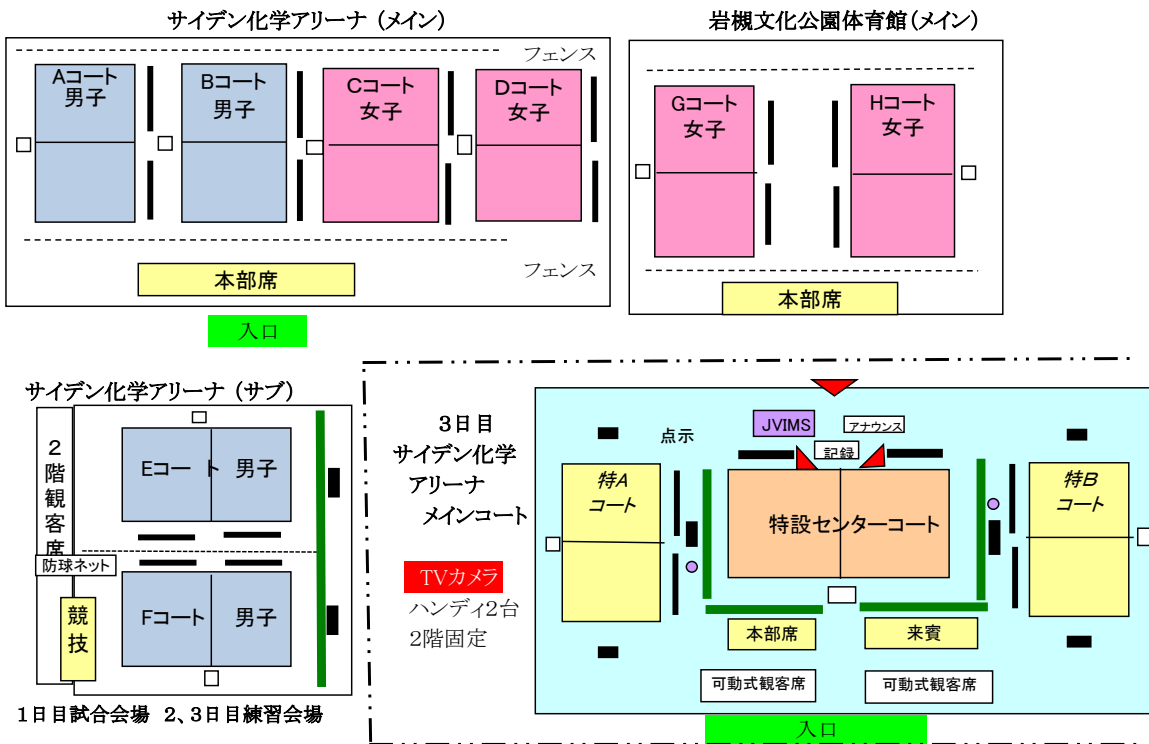 サイデン化学アリーナ (メイン)
フェンス
Aコート
男子
Bコート
男子
Cコート
女子
Dコート
女子
本部席
フェンス
入口
岩槻文化公園体育館(メイン)
Gコート
女子
Hコート
女子
本部席
サイデン化学アリーナ (サブ)
2階観客席
Eコート 男子
防球ネット
競技
Fコート 男子
1日目試合会場 2、3日目練習会場
3日目
サイデン化学
アリーナ
メインコート
TVカメラ
ハンディ2台
2階固定
点示
JVIMS
アナウンス
記録
特A
コート
特設センターコート
特B
コート
本部席
来賓
可動式観客席
可動式観客席
入口